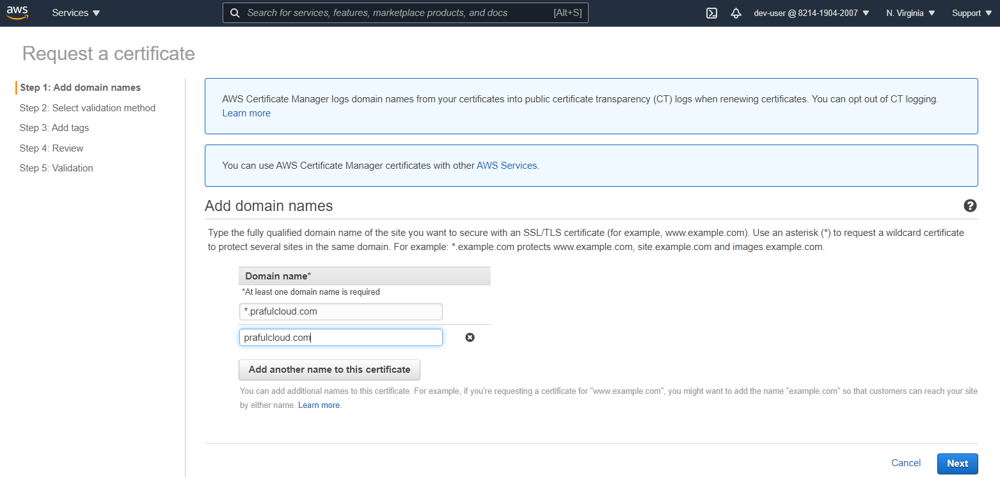 aws
Services
Search for services, features, marketplace products, and docs [Alt+S]
dev-user @ 8214-1904-2007
N. Virginia
Support
Request a certificate
Step 1: Add domain names
Step 2: Select validation method
Step 3: Add tags
Step 4: Review
Step 5: Validation
AWS Certificate Manager logs domain names from your certificates into public certificate transparency (CT) logs when renewing certificates. You can opt out of CT logging.
Learn more
You can use AWS Certificate Manager certificates with other AWS Services.
Add domain names
?
Type the fully qualified domain name of the site you want to secure with an SSL/TLS certificate (for example, www.example.com). Use an asterisk (*) to request a wildcard certificate
to protect several sites in the same domain. For example: *.example.com protects www.example.com, site.example.com and images.example.com.
Domain name*
*At least one domain name is required
*.prafulcloud.com
prafulcloud.com
Add another name to this certificate
You can add additional names to this certificate. For example, if you're requesting a certificate for "www.example.com", you might want to add the name "example.com" so that customers can reach your site
by either name. Learn more.
Cancel
Next